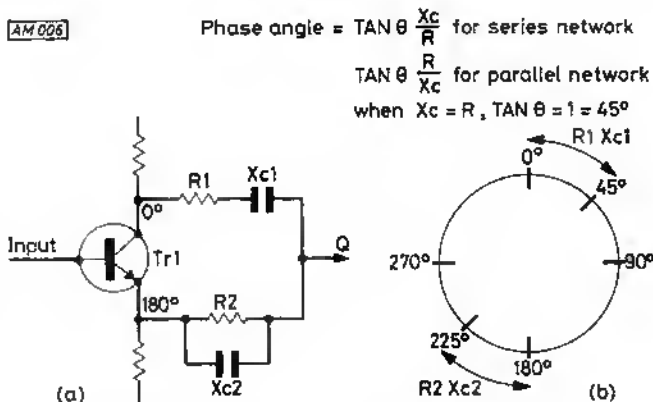 AM 006
Phase angle = TAN θ Xc/R for series network
TAN θ R/Xc for parallel network
when Xc = R, TAN θ = 1 = 45°
R1 Xc1
0°
45°
R1
Xc1
0°
Input
Tr1
Q
270°
90°
180°
R2
225°
180°
Xc2
R2 Xc2
(a)
(b)